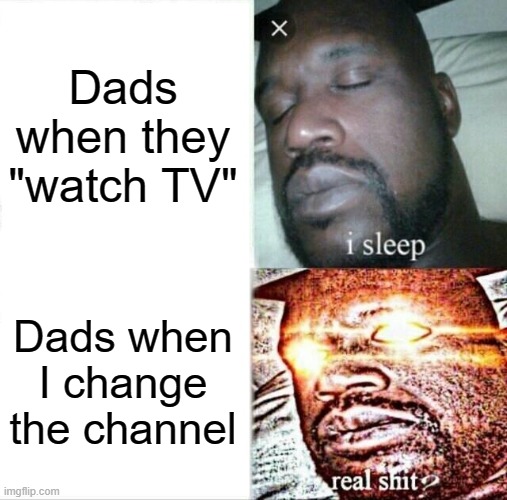 Dads
when they
"watch TV"
i sleep
Dads when
I change
the channel
real shit?
imgflip.com